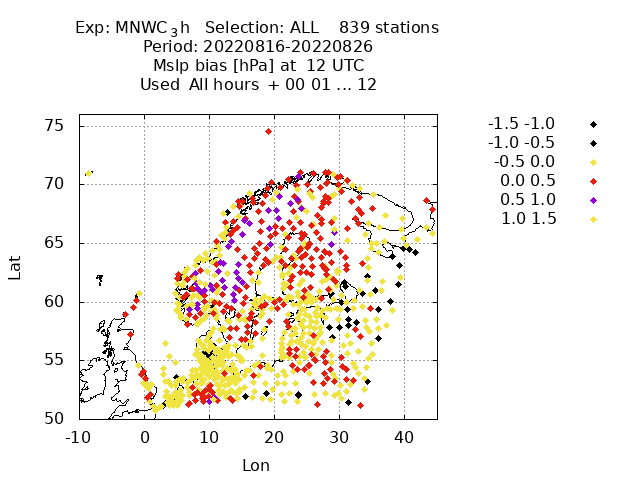 Exp: MNWC_3h   Selection: ALL    839 stations
Period: 20220816-20220826
Mslp bias [hPa] at  12 UTC
Used  All hours  + 00 01 ... 12
-1.5 -1.0
-1.0 -0.5
-0.5 0.0
0.0 0.5
0.5 1.0
1.0 1.5
75
70
65
60
55
50
Lat
-10 0 10 20 30 40
Lon